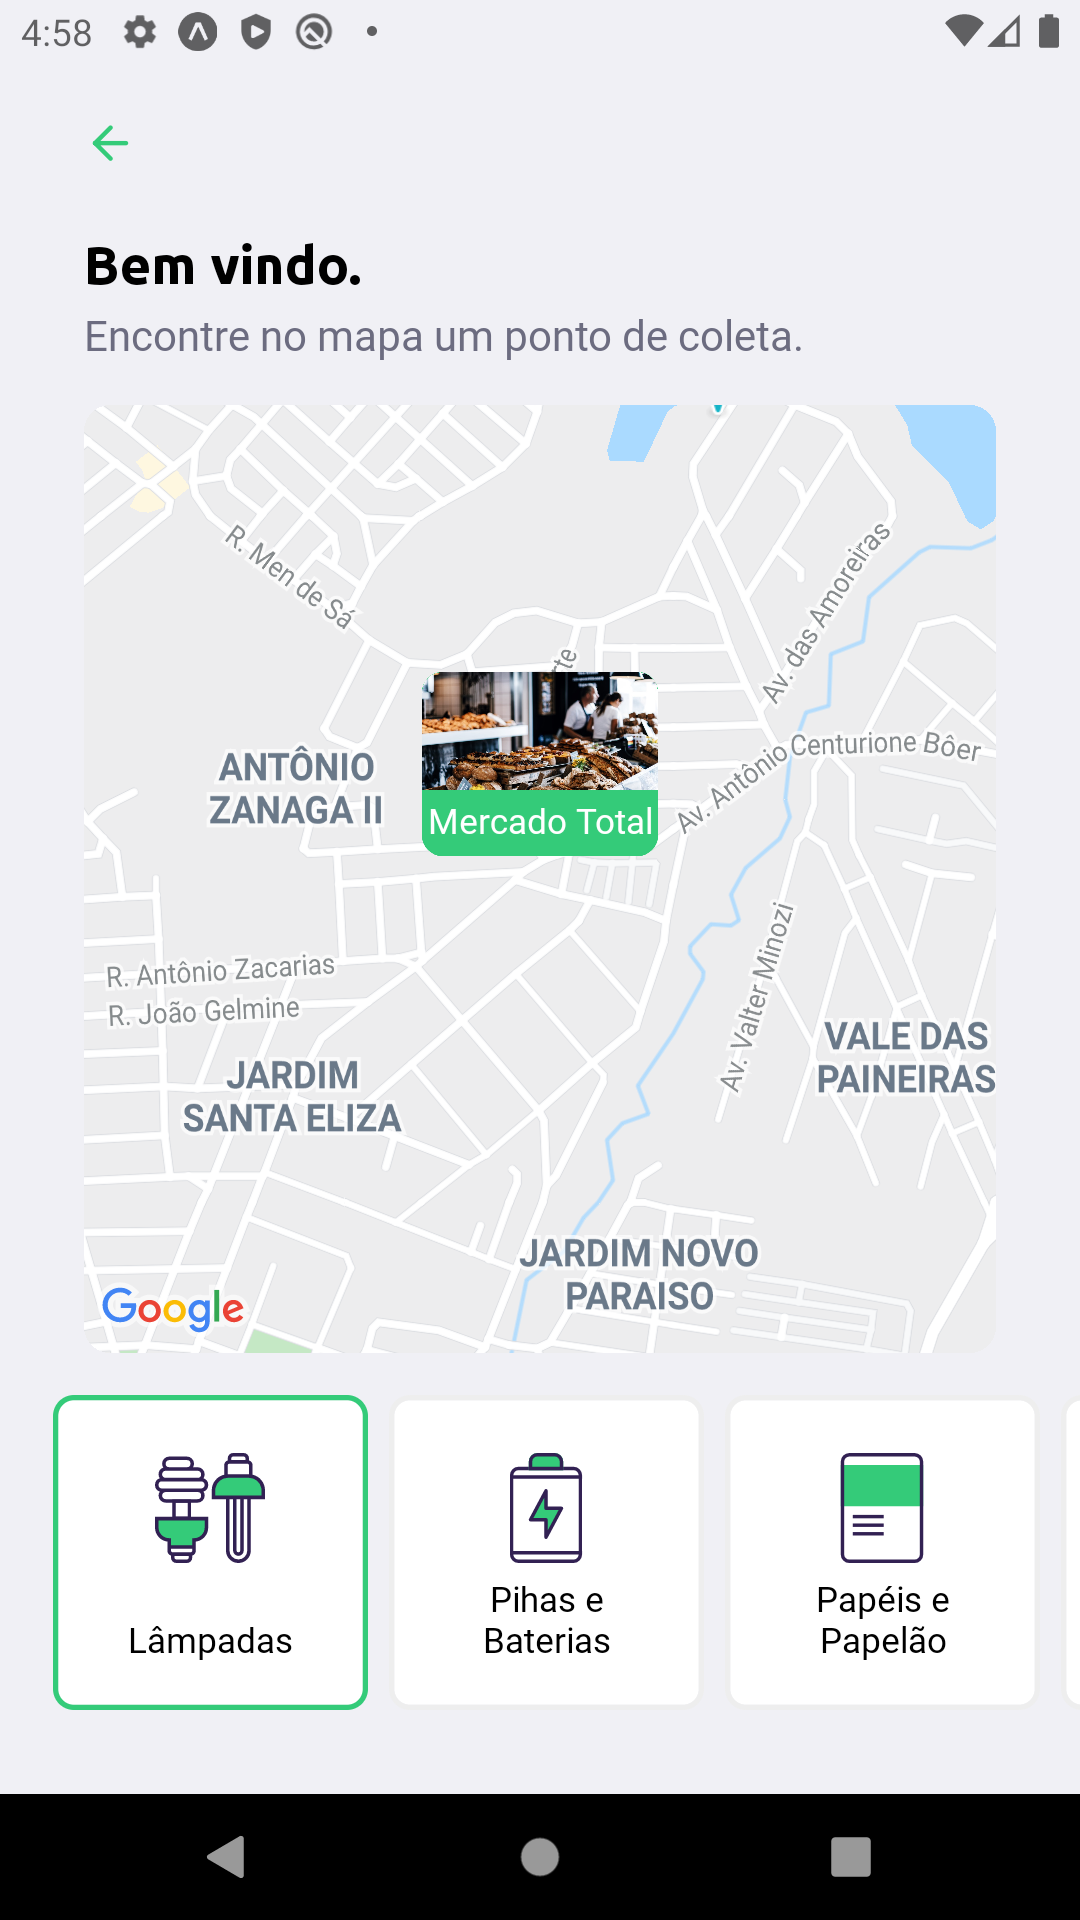 4:58
Bem vindo.
Encontre no mapa um ponto de coleta.
R. Men de Sá
Av. das Amoreiras
rte
ANTÔNIO
ZANAGA II
Mercado Total
Av. Antônio Centurione Bôer
R. Antônio Zacarias
R. João Gelmine
Av. Valter Minozi
VALE DAS
PAINEIRAS
JARDIM
SANTA ELIZA
JARDIM NOVO
PARAISO
Google
Lâmpadas
Pihas e
Baterias
Papéis e
Papelão